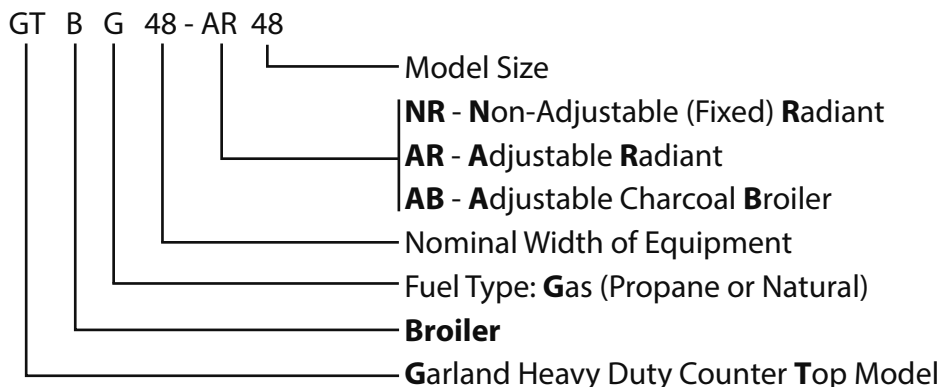 GT B G 48 - AR 48
Model Size
NR - Non-Adjustable (Fixed) Radiant
AR - Adjustable Radiant
AB - Adjustable Charcoal Broiler
Nominal Width of Equipment
Fuel Type: Gas (Propane or Natural)
Broiler
Garland Heavy Duty Counter Top Model